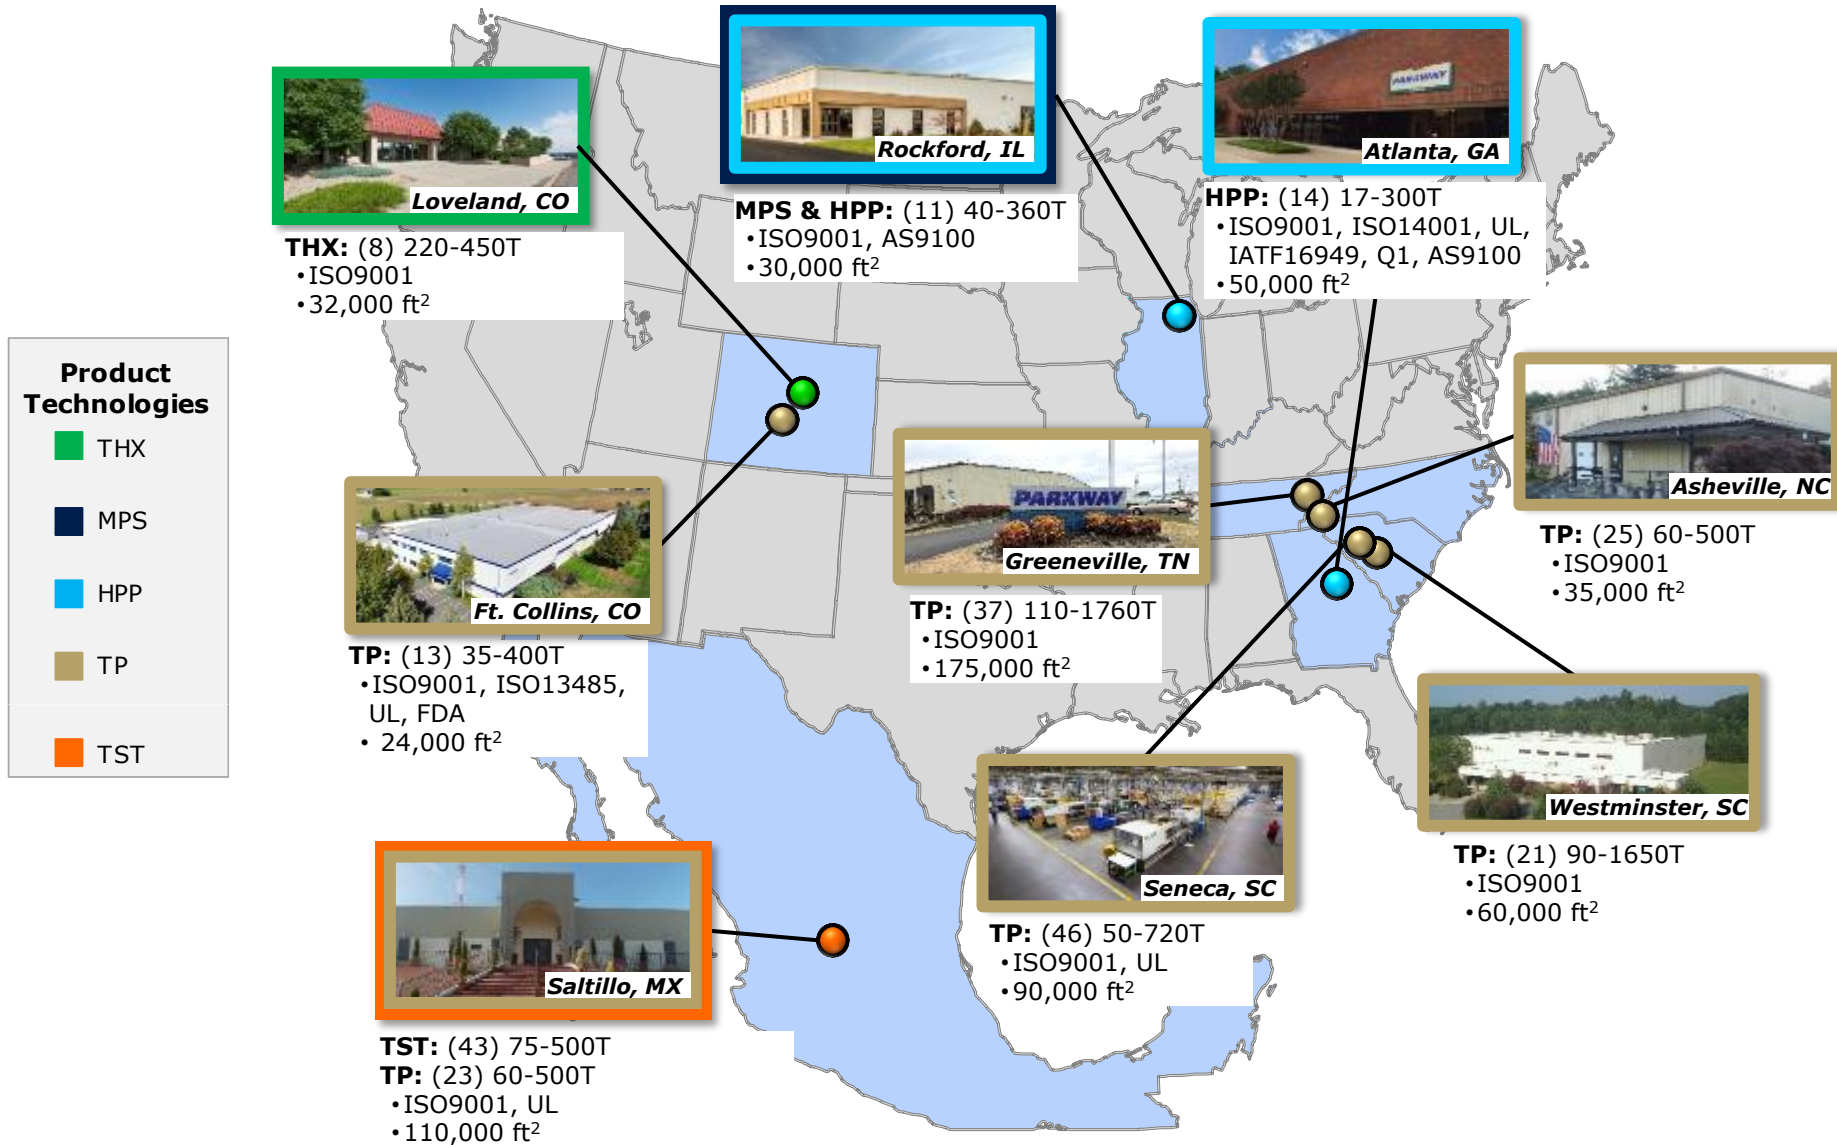 Product
Technologies
THX
MPS
HPP
TP
TST
Loveland, CO
THX: (8) 220-450T
•ISO9001
•32,000 ft²
Rockford, IL
MPS & HPP: (11) 40-360T
•ISO9001, AS9100
•30,000 ft²
PARKWAY
Atlanta, GA
HPP: (14) 17-300T
•ISO9001, ISO14001, UL,
IATF16949, Q1, AS9100
•50,000 ft²
Ft. Collins, CO
TP: (13) 35-400T
•ISO9001, ISO13485,
UL, FDA
• 24,000 ft²
PARKWAY
Greeneville, TN
TP: (37) 110-1760T
•ISO9001
•175,000 ft²
Asheville, NC
TP: (25) 60-500T
•ISO9001
•35,000 ft²
Westminster, SC
TP: (21) 90-1650T
•ISO9001
•60,000 ft²
Seneca, SC
TP: (46) 50-720T
•ISO9001, UL
•90,000 ft²
Saltillo, MX
TST: (43) 75-500T
TP: (23) 60-500T
•ISO9001, UL
•110,000 ft²